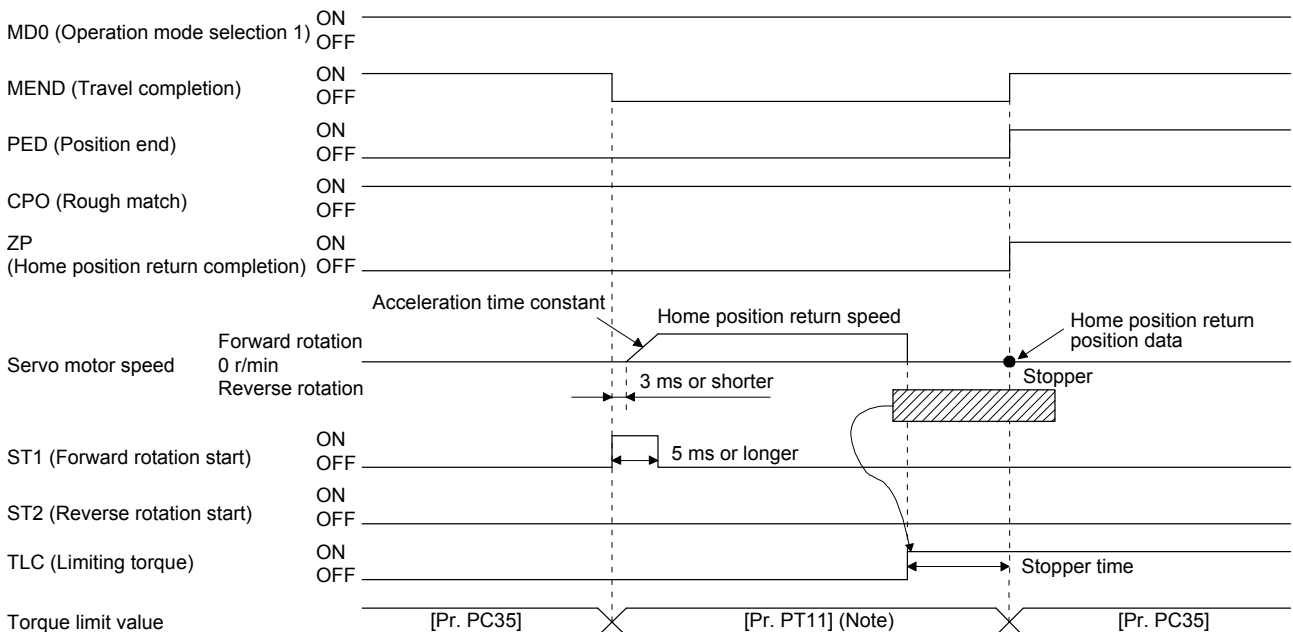 MD0 (Operation mode selection 1) ON
OFF
MEND (Travel completion) ON
OFF
PED (Position end) ON
OFF
CPO (Rough match) ON
OFF
ZP ON
(Home position return completion) OFF
Acceleration time constant
Home position return speed
Home position return
position data
Servo motor speed
Forward rotation
0 r/min
Reverse rotation
3 ms or shorter
Stopper
ST1 (Forward rotation start) ON
OFF
5 ms or longer
ST2 (Reverse rotation start) ON
OFF
TLC (Limiting torque) ON
OFF
Stopper time
Torque limit value [Pr. PC35] [Pr. PT11] (Note) [Pr. PC35]